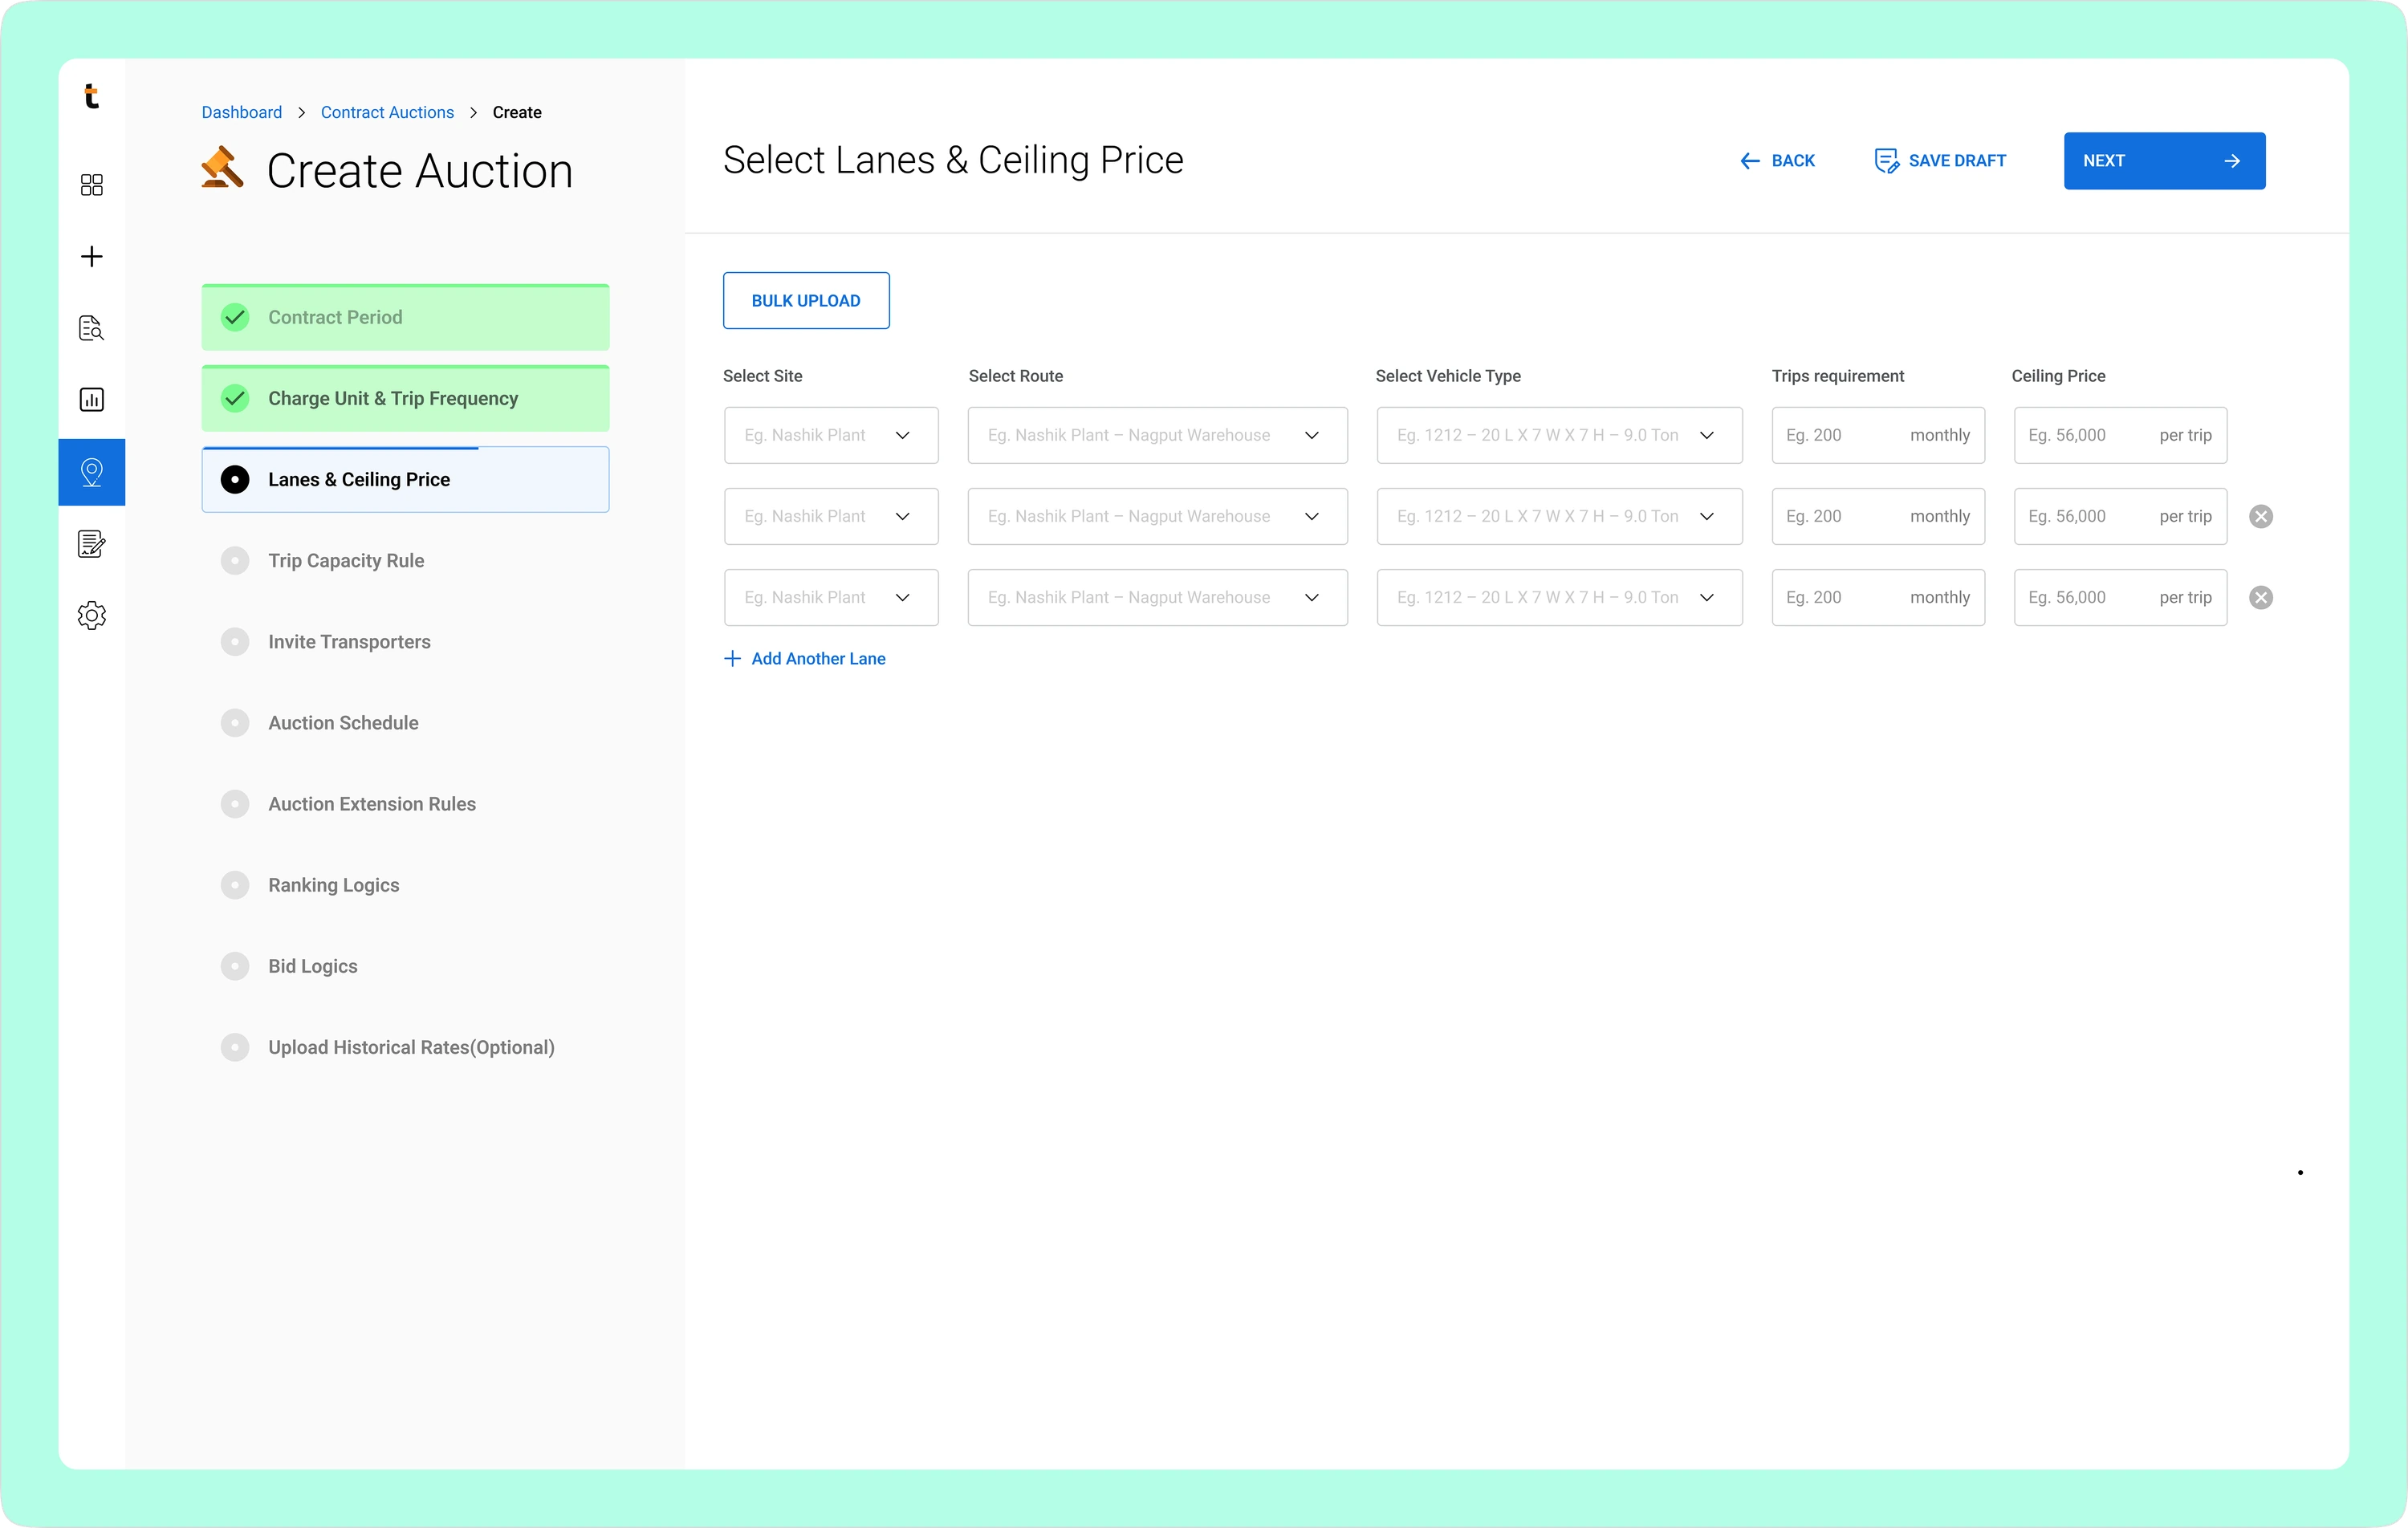 t
Dashboard > Contract Auctions > Create
Create Auction
Contract Period
Charge Unit & Trip Frequency
Lanes & Ceiling Price
Trip Capacity Rule
Invite Transporters
Auction Schedule
Auction Extension Rules
Ranking Logics
Bid Logics
Upload Historical Rates(Optional)
Select Lanes & Ceiling Price
BACK
SAVE DRAFT
NEXT
BULK UPLOAD
Select Site Select Route Select Vehicle Type Trips requirement Ceiling Price
Eg. Nashik Plant Eg. Nashik Plant – Nagput Warehouse Eg. 1212 – 20 L X 7 W X 7 H – 9.0 Ton Eg. 200 monthly Eg. 56,000 per trip
Eg. Nashik Plant Eg. Nashik Plant – Nagput Warehouse Eg. 1212 – 20 L X 7 W X 7 H – 9.0 Ton Eg. 200 monthly Eg. 56,000 per trip
Eg. Nashik Plant Eg. Nashik Plant – Nagput Warehouse Eg. 1212 – 20 L X 7 W X 7 H – 9.0 Ton Eg. 200 monthly Eg. 56,000 per trip
Add Another Lane